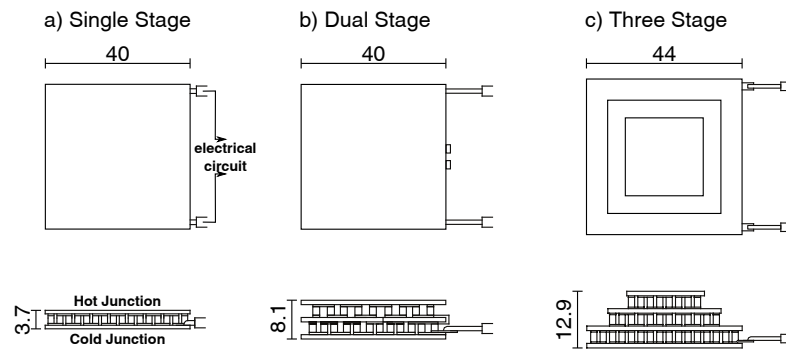 a) Single Stage
b) Dual Stage
c) Three Stage
40
40
44
electrical
circuit
3.7
Hot Junction
Cold Junction
8.1
12.9